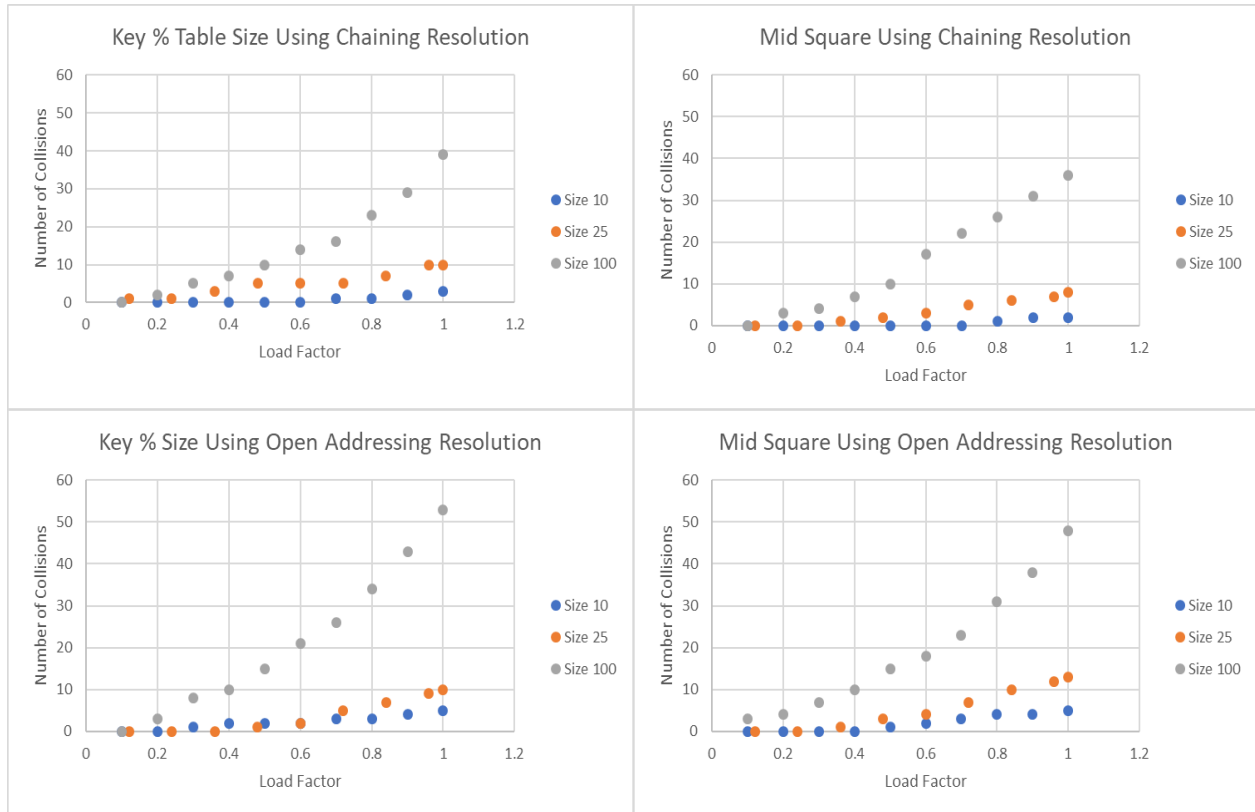 Key % Table Size Using Chaining Resolution
60
50
40
30
20
10
0
Number of Collisions
0 0.2 0.4 0.6 0.8 1 1.2
Load Factor
Size 10
Size 25
Size 100
Mid Square Using Chaining Resolution
60
50
40
30
20
10
0
Number of Collisions
0 0.2 0.4 0.6 0.8 1 1.2
Load Factor
Size 10
Size 25
Size 100
Key % Size Using Open Addressing Resolution
60
50
40
30
20
10
0
Number of Collisions
0 0.2 0.4 0.6 0.8 1 1.2
Load Factor
Size 10
Size 25
Size 100
Mid Square Using Open Addressing Resolution
60
50
40
30
20
10
0
Number of Collisions
0 0.2 0.4 0.6 0.8 1 1.2
Load Factor
Size 10
Size 25
Size 100